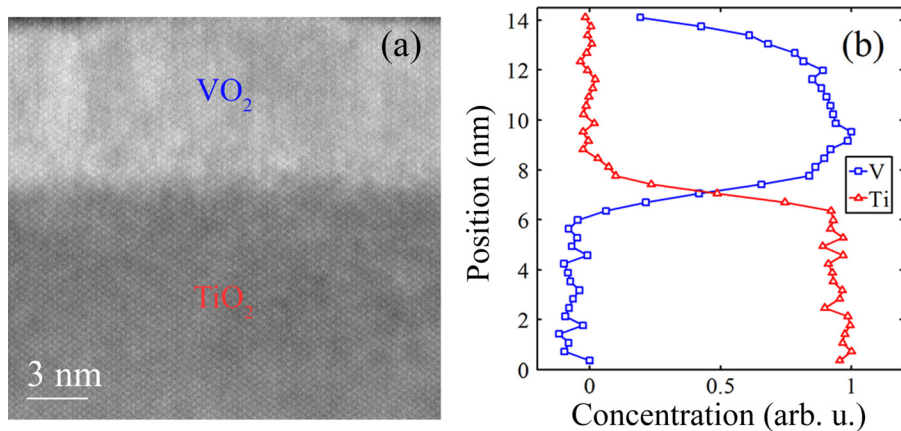 (a)
VO₂
TiO₂
3 nm
(b)
14
12
10
8
6
4
2
0
Position (nm)
V
Ti
0
0.5
1
Concentration (arb. u.)